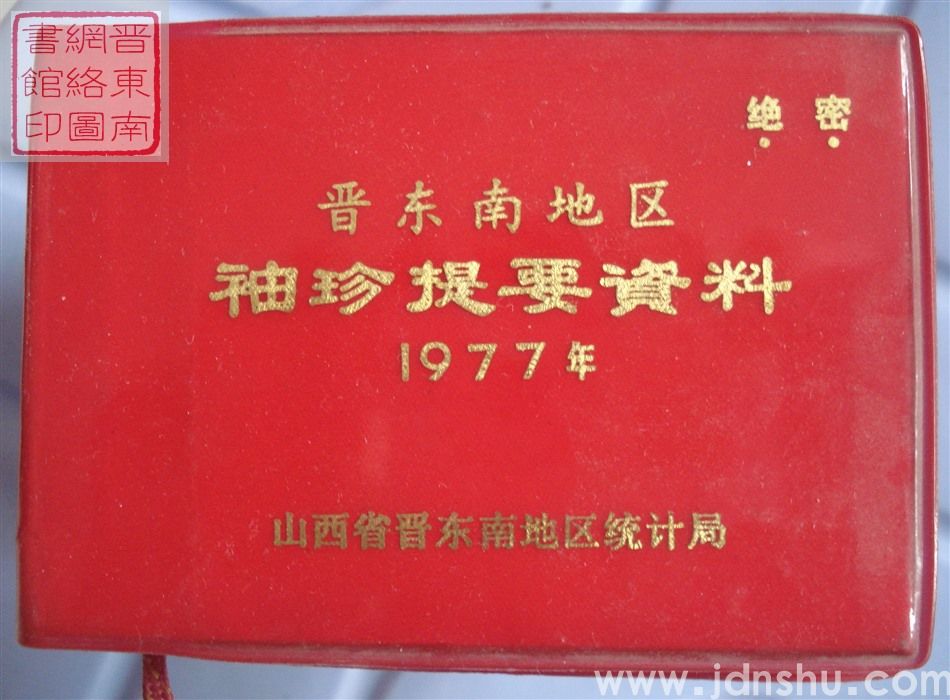 晋東南
網絡圖
書館印
绝密
晋东南地区
袖珍提要資料
1977年
山西省晋东南地区统计局
www.jdnshu.com